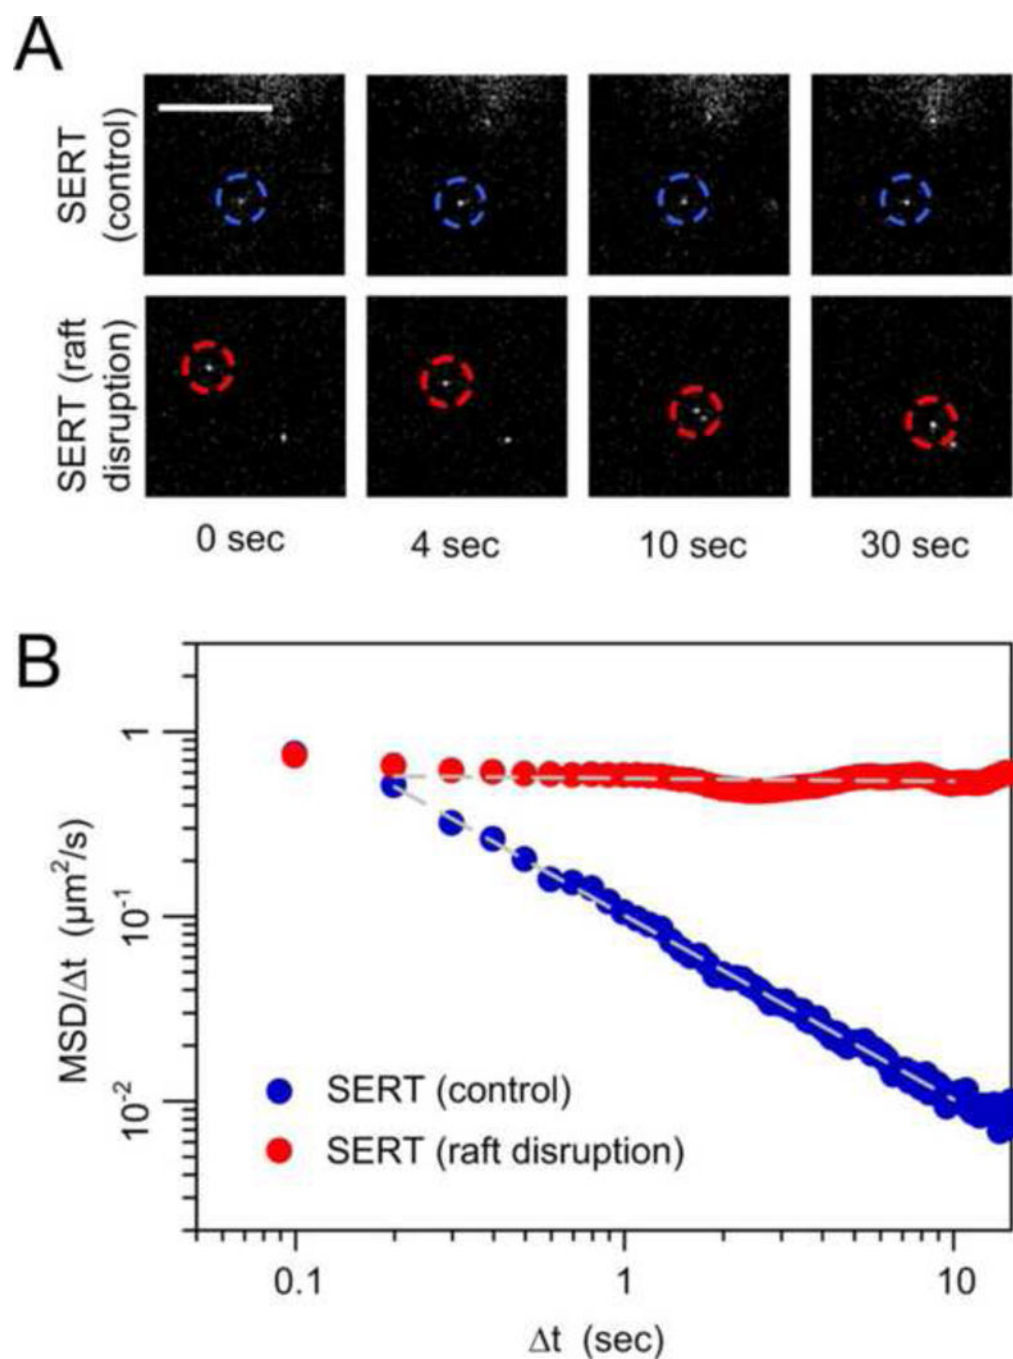 A
SERT
(control)
SERT (raft
disruption)
0 sec
4 sec
10 sec
30 sec
B
MSD/Δt (μm²/s)
1
10⁻¹
10⁻²
SERT (control)
SERT (raft disruption)
0.1
1
10
Δt (sec)